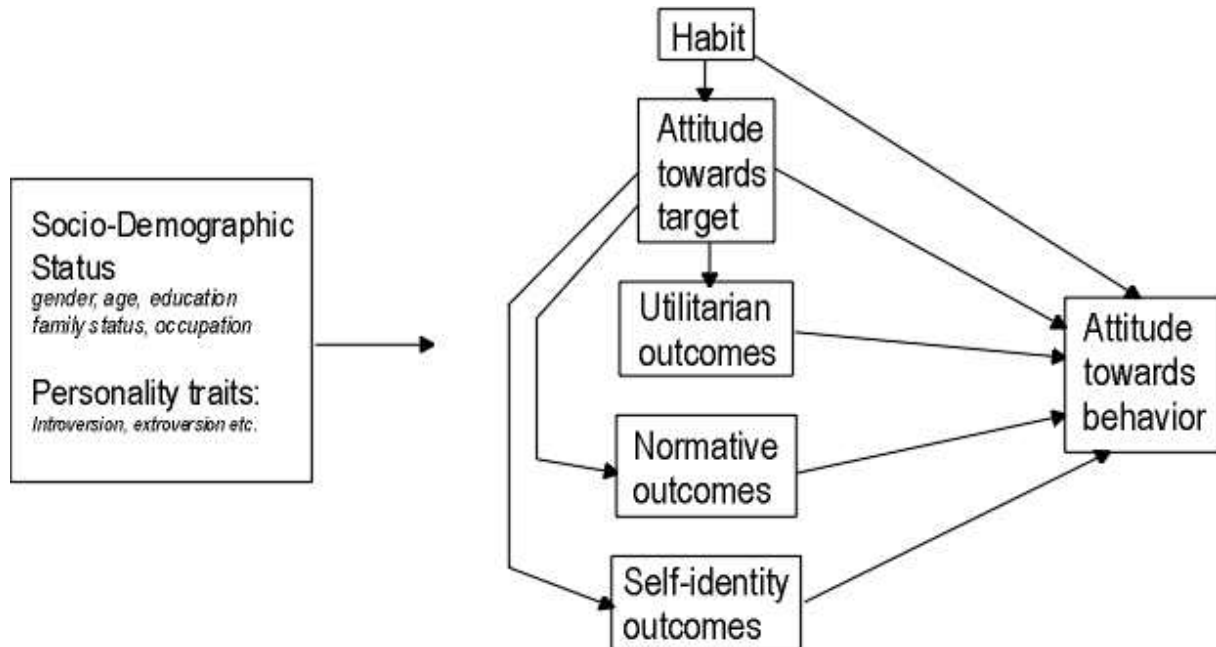 Habit
Attitude
towards
target
Socio-Demographic
Status
gender, age, education
family status, occupation
Personality traits:
Introversion, extroversion etc.
Utilitarian
outcomes
Attitude
towards
behavior
Normative
outcomes
Self-identity
outcomes